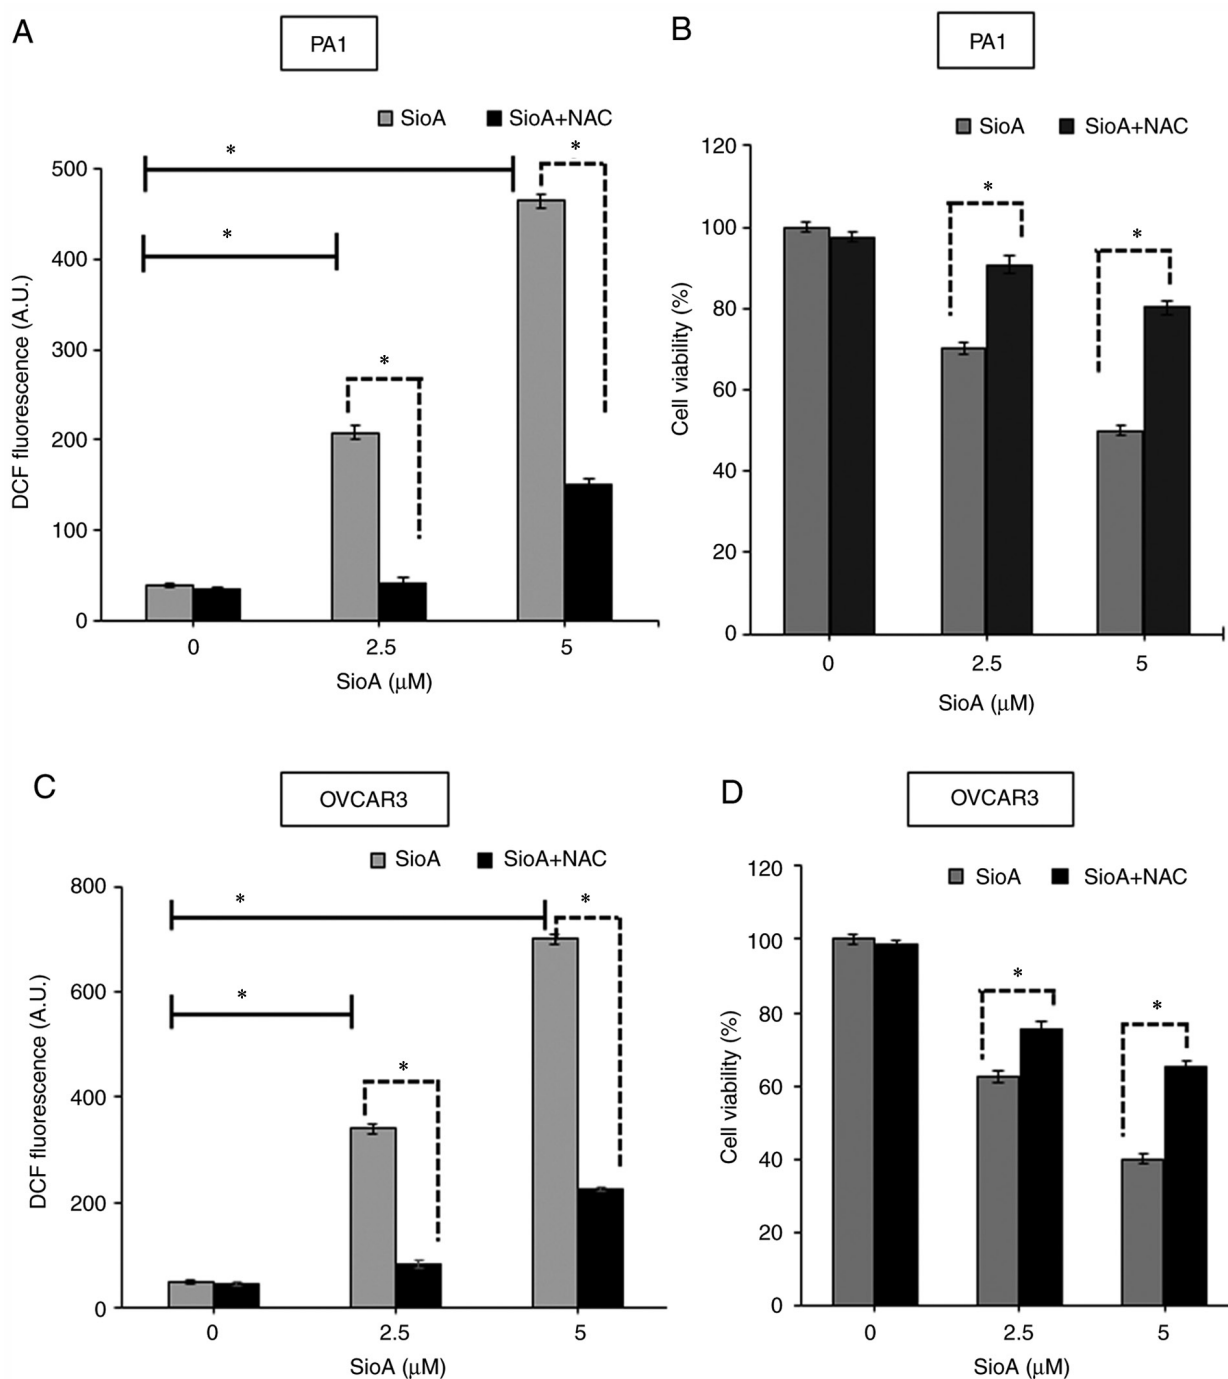 A
PA1
SioA
SioA+NAC
*
*
*
*
500
400
300
200
100
0
DCF fluorescence (A.U.)
0
2.5
5
SioA (μM)
B
PA1
SioA
SioA+NAC
*
*
120
100
80
60
40
20
0
Cell viability (%)
0
2.5
5
SioA (μM)
C
OVCAR3
SioA
SioA+NAC
*
*
*
*
800
600
400
200
0
DCF fluorescence (A.U.)
0
2.5
5
SioA (μM)
D
OVCAR3
SioA
SioA+NAC
*
*
120
100
80
60
40
20
0
Cell viability (%)
0
2.5
5
SioA (μM)